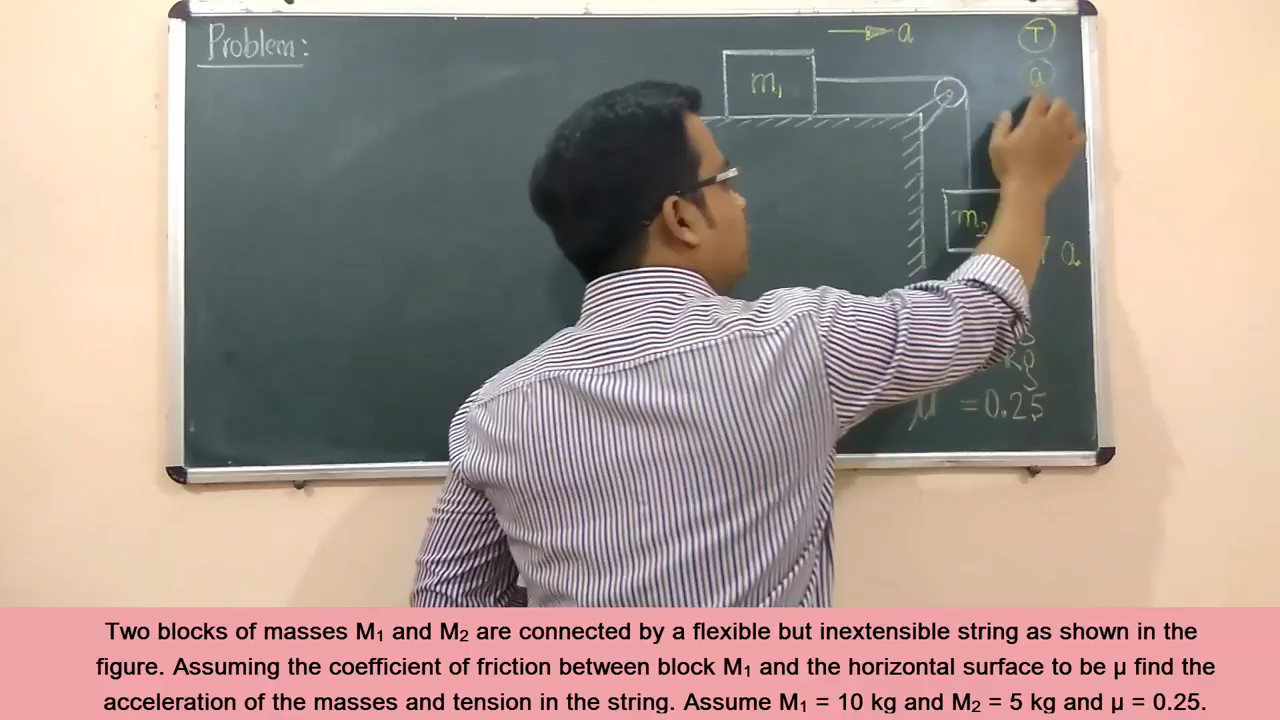 Problem:
a
T
a
m₁
m₂
a
kg
μ = 0.25
Two blocks of masses M₁ and M₂ are connected by a flexible but inextensible string as shown in the
figure. Assuming the coefficient of friction between block M₁ and the horizontal surface to be μ find the
acceleration of the masses and tension in the string. Assume M₁ = 10 kg and M₂ = 5 kg and μ = 0.25.